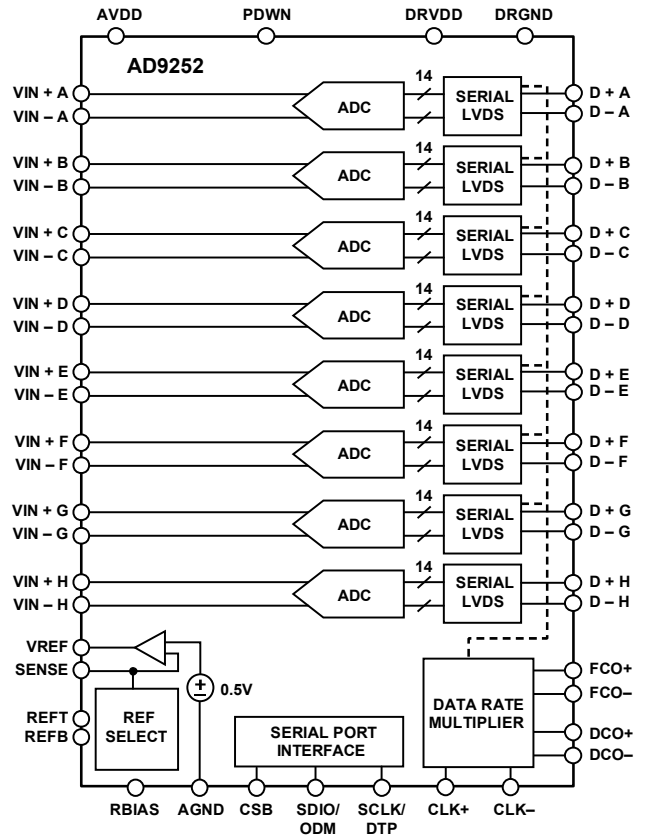 AVDD PDWN DRVDD DRGND
AD9252
VIN + A
VIN – A
ADC
14
SERIAL
LVDS
D + A
D – A
VIN + B
VIN – B
ADC
14
SERIAL
LVDS
D + B
D – B
VIN + C
VIN – C
ADC
14
SERIAL
LVDS
D + C
D – C
VIN + D
VIN – D
ADC
14
SERIAL
LVDS
D + D
D – D
VIN + E
VIN – E
ADC
14
SERIAL
LVDS
D + E
D – E
VIN + F
VIN – F
ADC
14
SERIAL
LVDS
D + F
D – F
VIN + G
VIN – G
ADC
14
SERIAL
LVDS
D + G
D – G
VIN + H
VIN – H
ADC
14
SERIAL
LVDS
D + H
D – H
VREF
SENSE
REFT
REFB
REF
SELECT
+
–
0.5V
SERIAL PORT
INTERFACE
DATA RATE
MULTIPLIER
FCO+
FCO–
DCO+
DCO–
RBIAS AGND CSB SDIO/
ODM
SCLK/
DTP
CLK+ CLK–